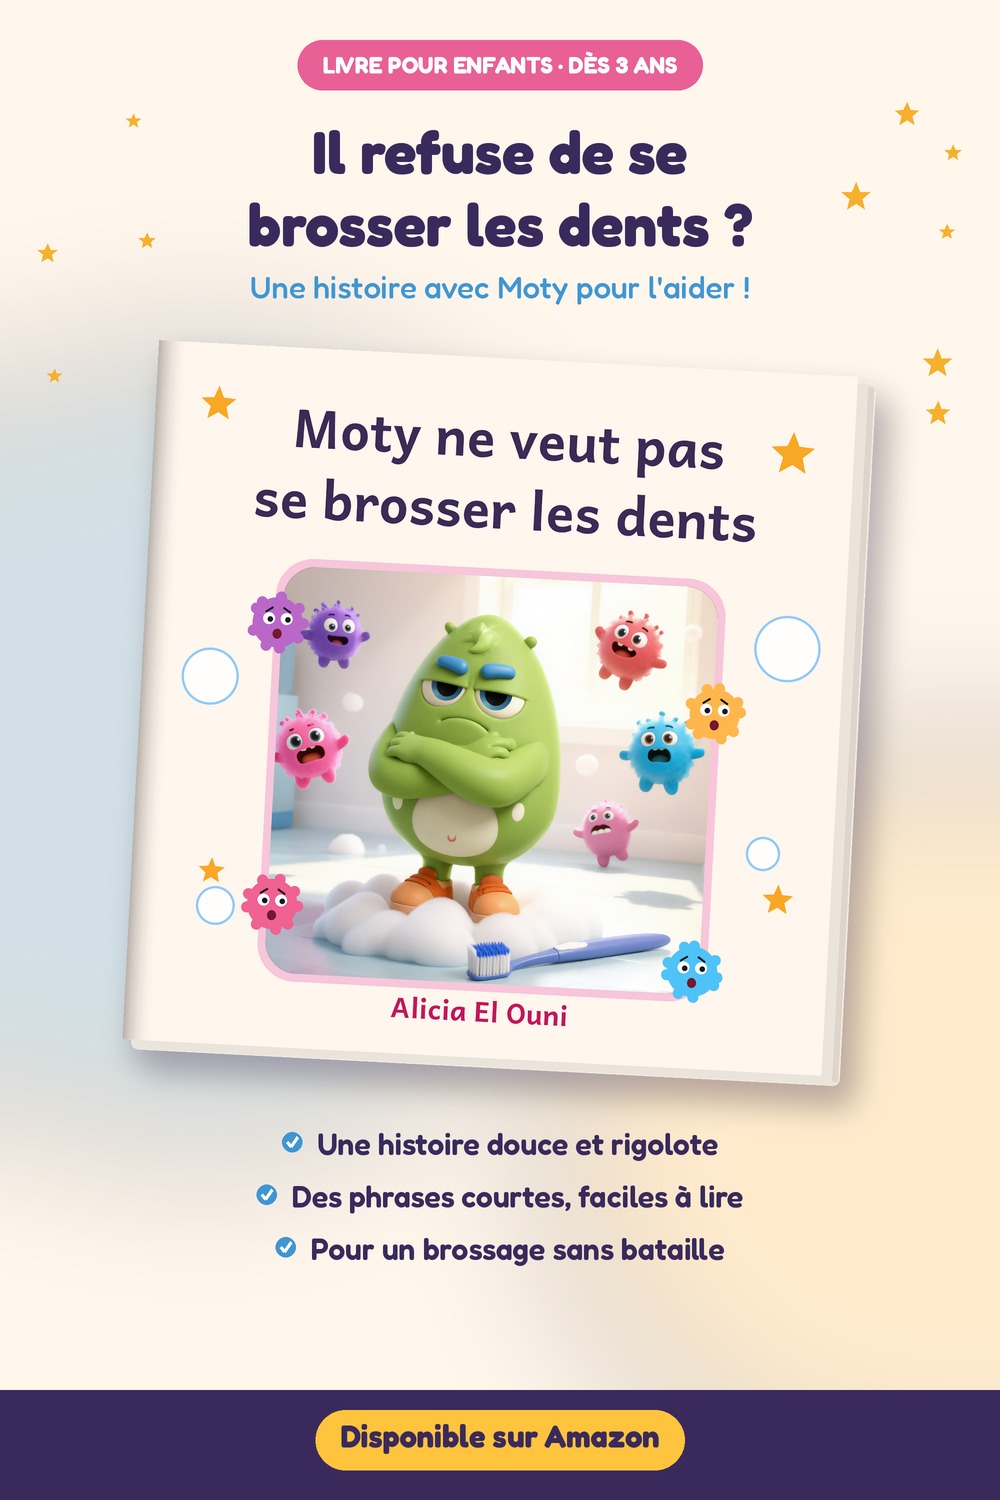 LIVRE POUR ENFANTS · DÈS 3 ANS
Il refuse de se
brosser les dents ?
Une histoire avec Moty pour l'aider !
Moty ne veut pas
se brosser les dents
Alicia El Ouni
Une histoire douce et rigolote
Des phrases courtes, faciles à lire
Pour un brossage sans bataille
Disponible sur Amazon